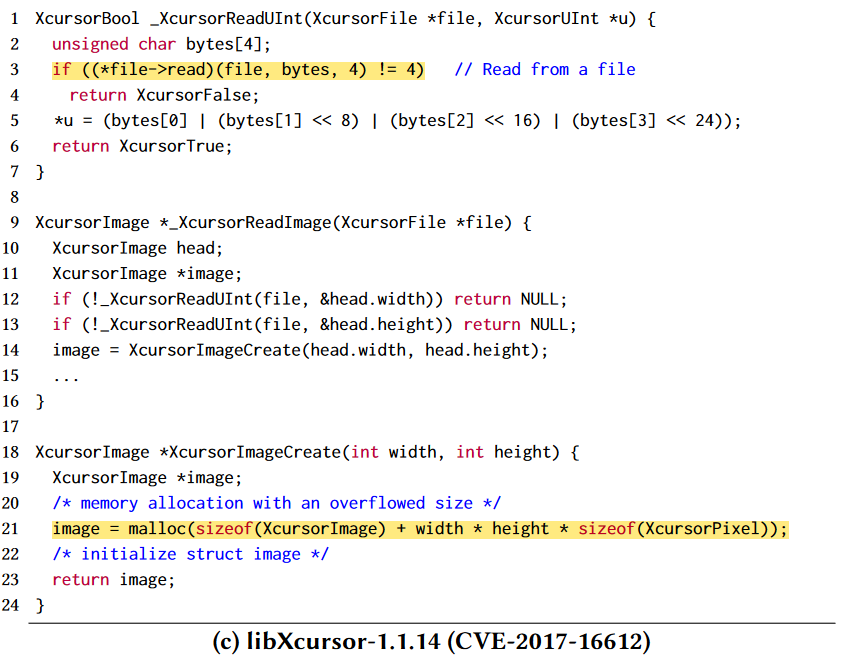 1 XcursorBool _XcursorReadUInt(XcursorFile *file, XcursorUInt *u) {
2 unsigned char bytes[4];
3 if ((*file->read)(file, bytes, 4) != 4) // Read from a file
4 return XcursorFalse;
5 *u = (bytes[0] | (bytes[1] << 8) | (bytes[2] << 16) | (bytes[3] << 24));
6 return XcursorTrue;
7 }
8
9 XcursorImage *_XcursorReadImage(XcursorFile *file) {
10 XcursorImage head;
11 XcursorImage *image;
12 if (!_XcursorReadUInt(file, &head.width)) return NULL;
13 if (!_XcursorReadUInt(file, &head.height)) return NULL;
14 image = XcursorImageCreate(head.width, head.height);
15 ...
16 }
17
18 XcursorImage *XcursorImageCreate(int width, int height) {
19 XcursorImage *image;
20 /* memory allocation with an overflowed size */
21 image = malloc(sizeof(XcursorImage) + width * height * sizeof(XcursorPixel));
22 /* initialize struct image */
23 return image;
24 }
(c) libXcursor-1.1.14 (CVE-2017-16612)